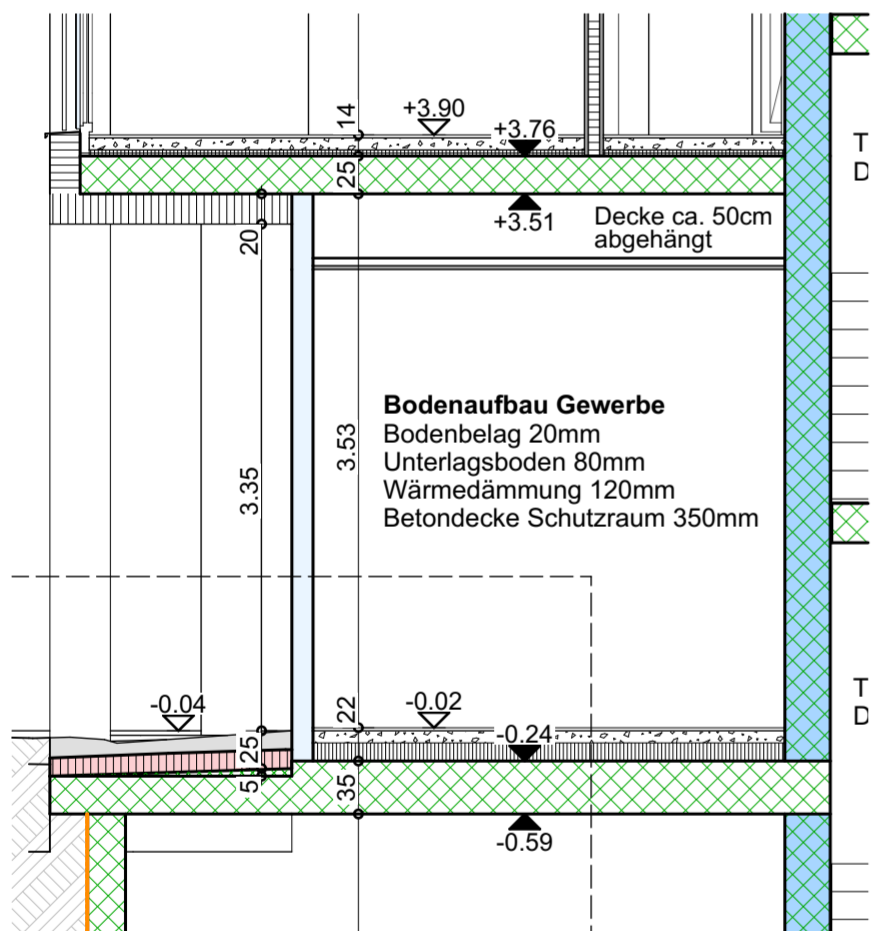 14
+3.90
+3.76
25
+3.51
Decke ca. 50cm
abgehängt
20
T
D
Bodenaufbau Gewerbe
Bodenbelag 20mm
Unterlagsboden 80mm
Wärmedämmung 120mm
Betondecke Schutzraum 350mm
3.53
3.35
-0.04
22
-0.02
T
D
25
-0.24
5
35
-0.59